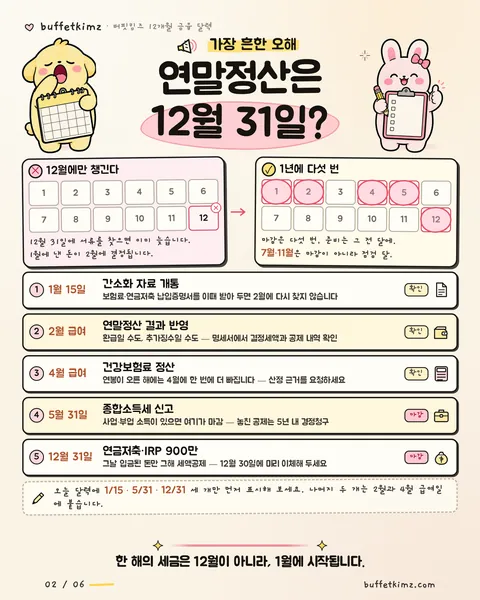 buffetkimz · 버핏킴즈 12개월 금융 달력
가장 흔한 오해
연말정산은
12월 31일?
12월에만 챙긴다
1 2 3 4 5 6
7 8 9 10 11 12
12월 31일에 서류를 찾으면 이미 늦습니다.
1월에 낸 돈이 2월에 결정됩니다.
1년에 다섯 번
1 2 3 4 5 6
7 8 9 10 11 12
마감은 다섯 번, 준비는 그 전 달에.
7월·11월은 마감이 아니라 점검 달.
1 1월 15일 간소화 자료 개통 확인
보험료·연금저축 납입증명서를 이때 받아 두면 2월에 다시 찾지 않습니다
2 2월 급여 연말정산 결과 반영 확인
환급일 수도, 추가징수일 수도 — 명세서에서 결정세액과 공제 내역 확인
3 4월 급여 건강보험료 정산 확인
연봉이 오른 해에는 4월에 한 번에 더 빠집니다 — 산정 근거를 요청하세요
4 5월 31일 종합소득세 신고 마감
사업·부업 소득이 있으면 여기가 마감 — 놓친 공제는 5년 내 경정청구
5 12월 31일 연금저축·IRP 900만 마감
그날 입금된 돈만 그해 세액공제 — 12월 30일에 미리 이체해 두세요
오늘 달력에 1/15 · 5/31 · 12/31 세 개만 먼저 표시해 보세요. 나머지 두 개는 2월과 4월 급여일
에 붙습니다.
한 해의 세금은 12월이 아니라, 1월에 시작됩니다.
02 / 06
buffetkimz.com